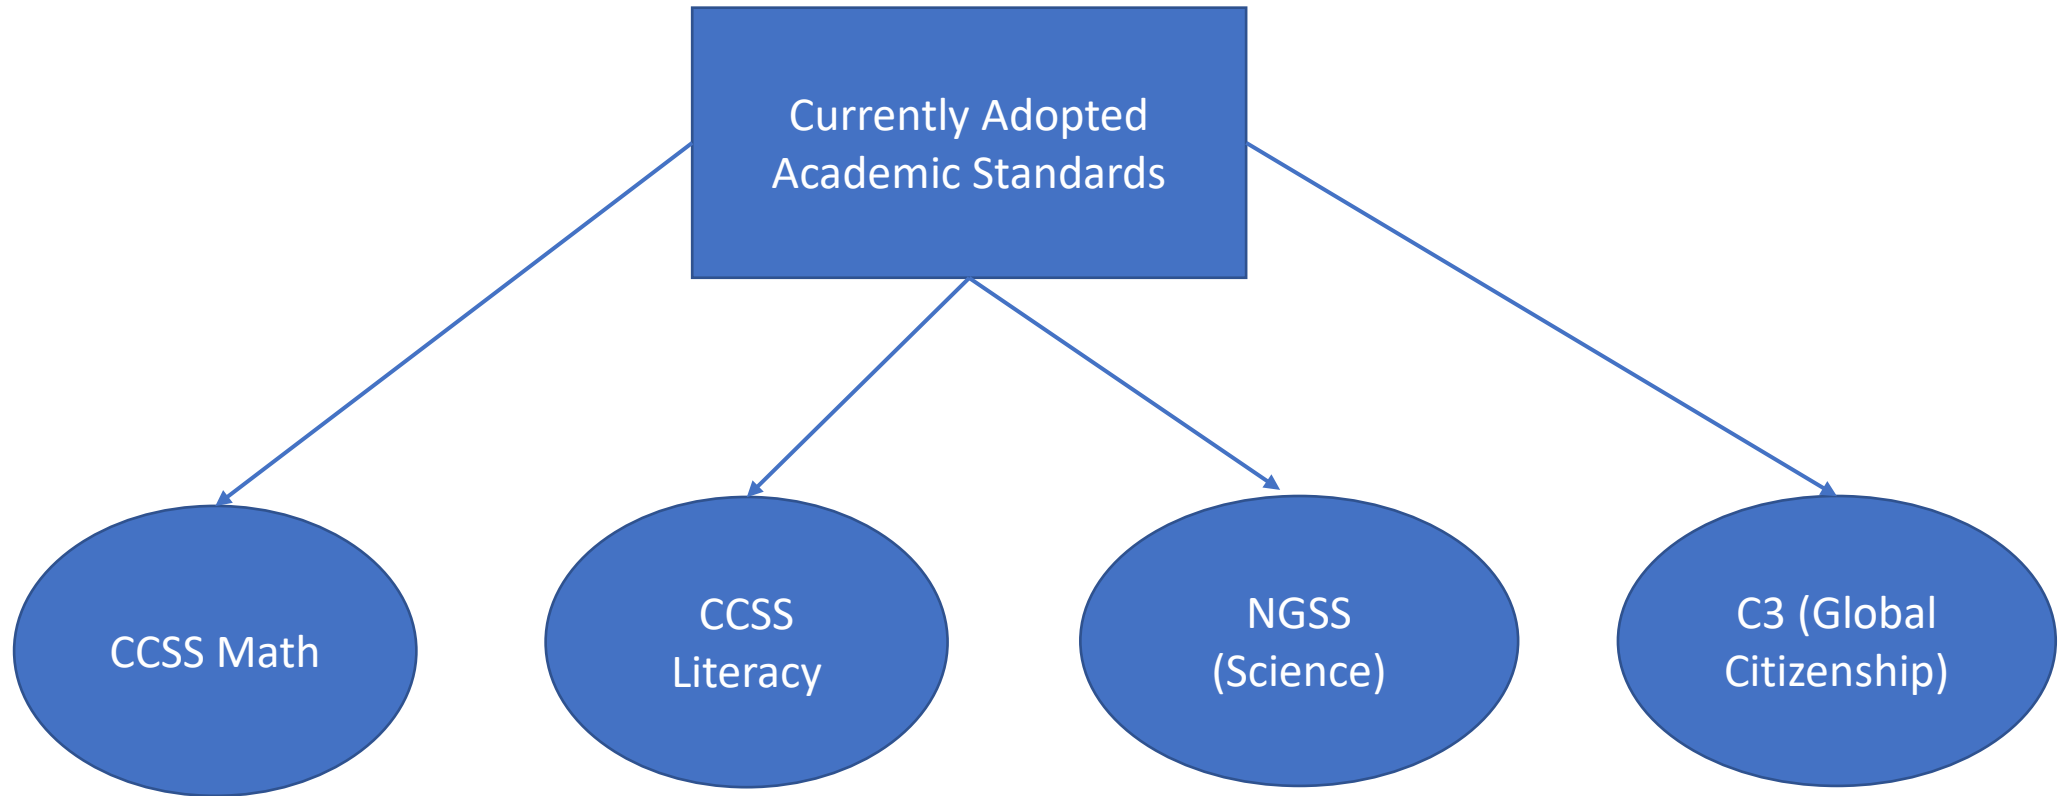 Currently Adopted
Academic Standards
CCSS Math
CCSS
Literacy
NGSS
(Science)
C3 (Global
Citizenship)